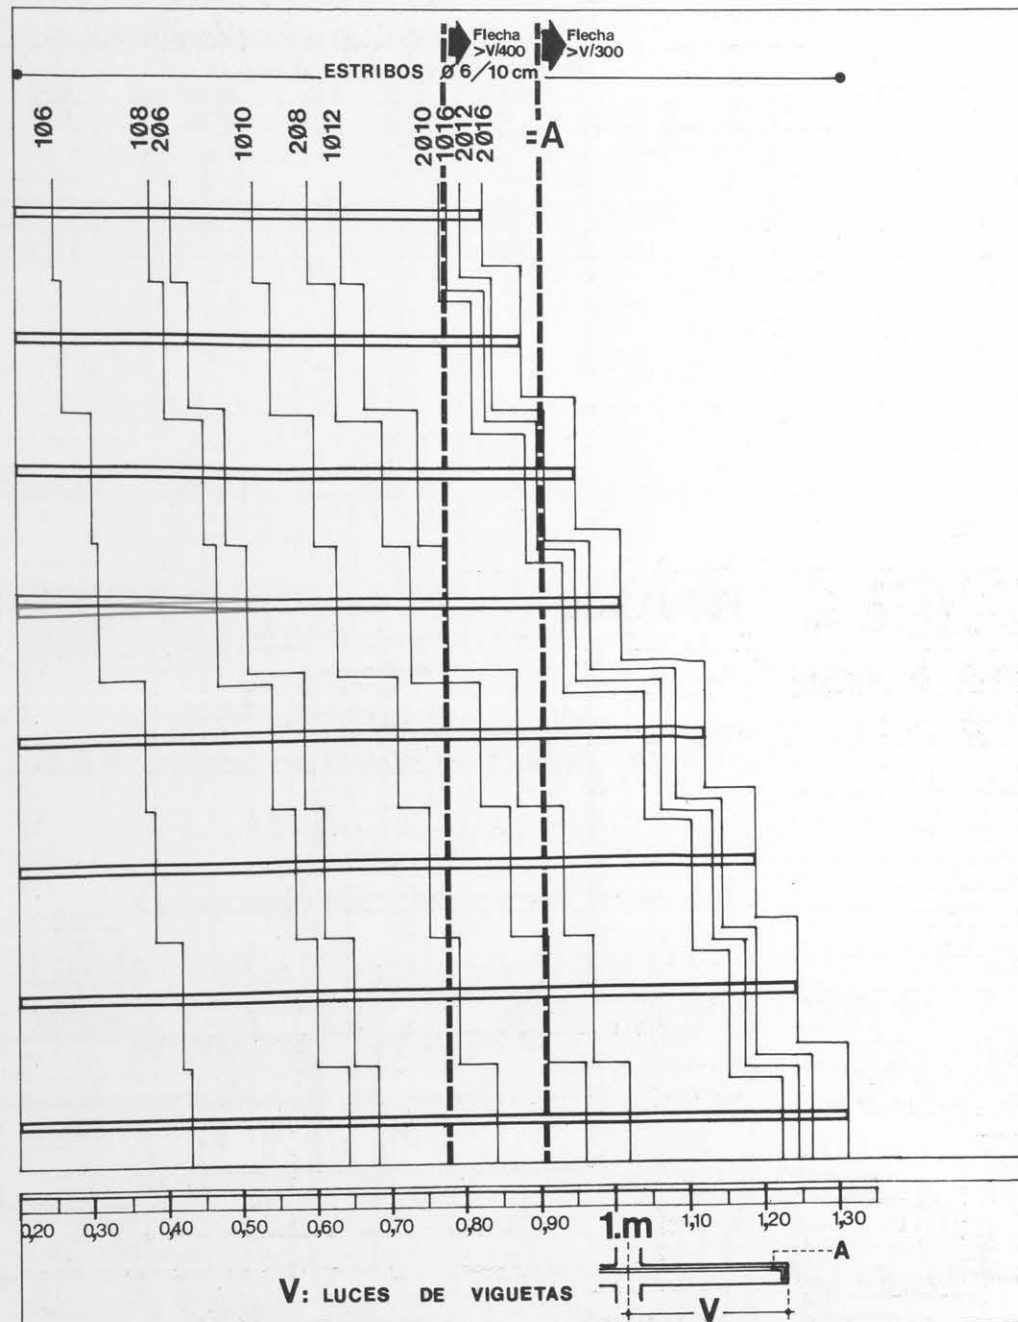 Flecha
>V/400
Flecha
>V/300
ESTRIBOS Ø 6/10 cm
1Ø6
1Ø8
2Ø6
1Ø10
2Ø8
1Ø12
2Ø10
1Ø16
2Ø12
2Ø16
=A
0,20 0,30 0,40 0,50 0,60 0,70 0,80 0,90 1.m 1,10 1,20 1,30
A
V: LUCES DE VIGUETAS
V